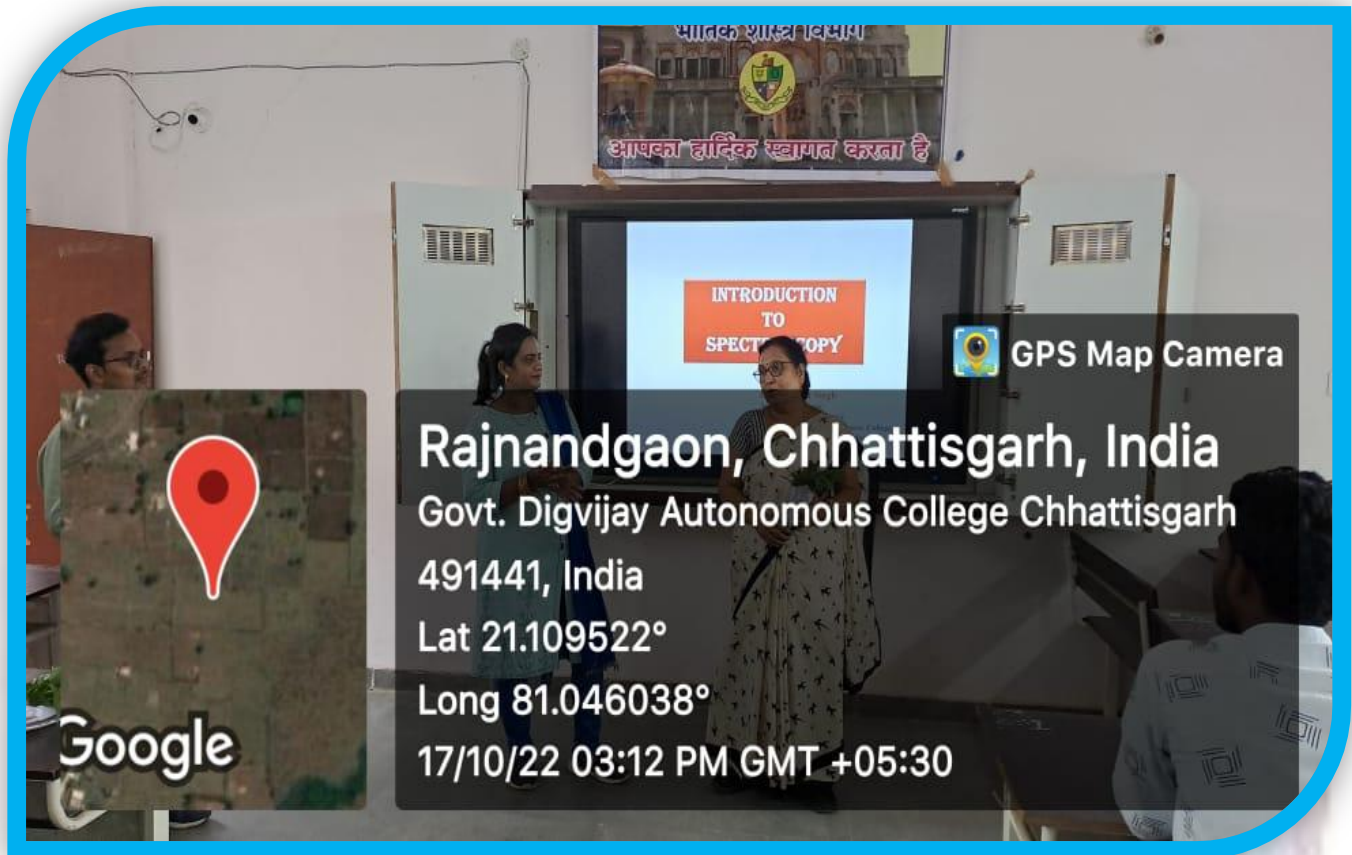 भौतिक शास्त्र विभाग
आपका हार्दिक स्वागत करता है
INTRODUCTION
TO
GPS Map Camera
Rajnandgaon, Chhattisgarh, India
Govt. Digvijay Autonomous College Chhattisgarh
491441, India
Lat 21.109522°
Long 81.046038°
17/10/22 03:12 PM GMT +05:30
Google